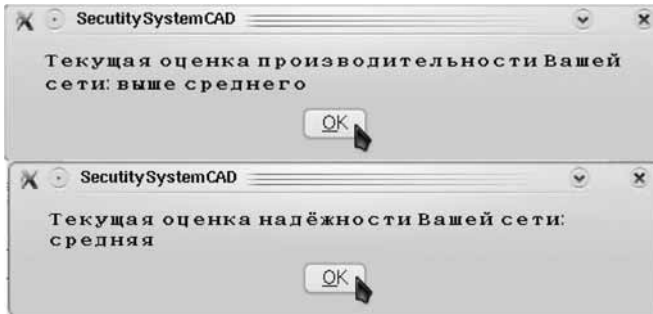 SecutitySystemCAD
Текущая оценка производительности Вашей
сети: выше среднего
OK
SecutitySystemCAD
Текущая оценка надёжности Вашей сети:
средняя
OK